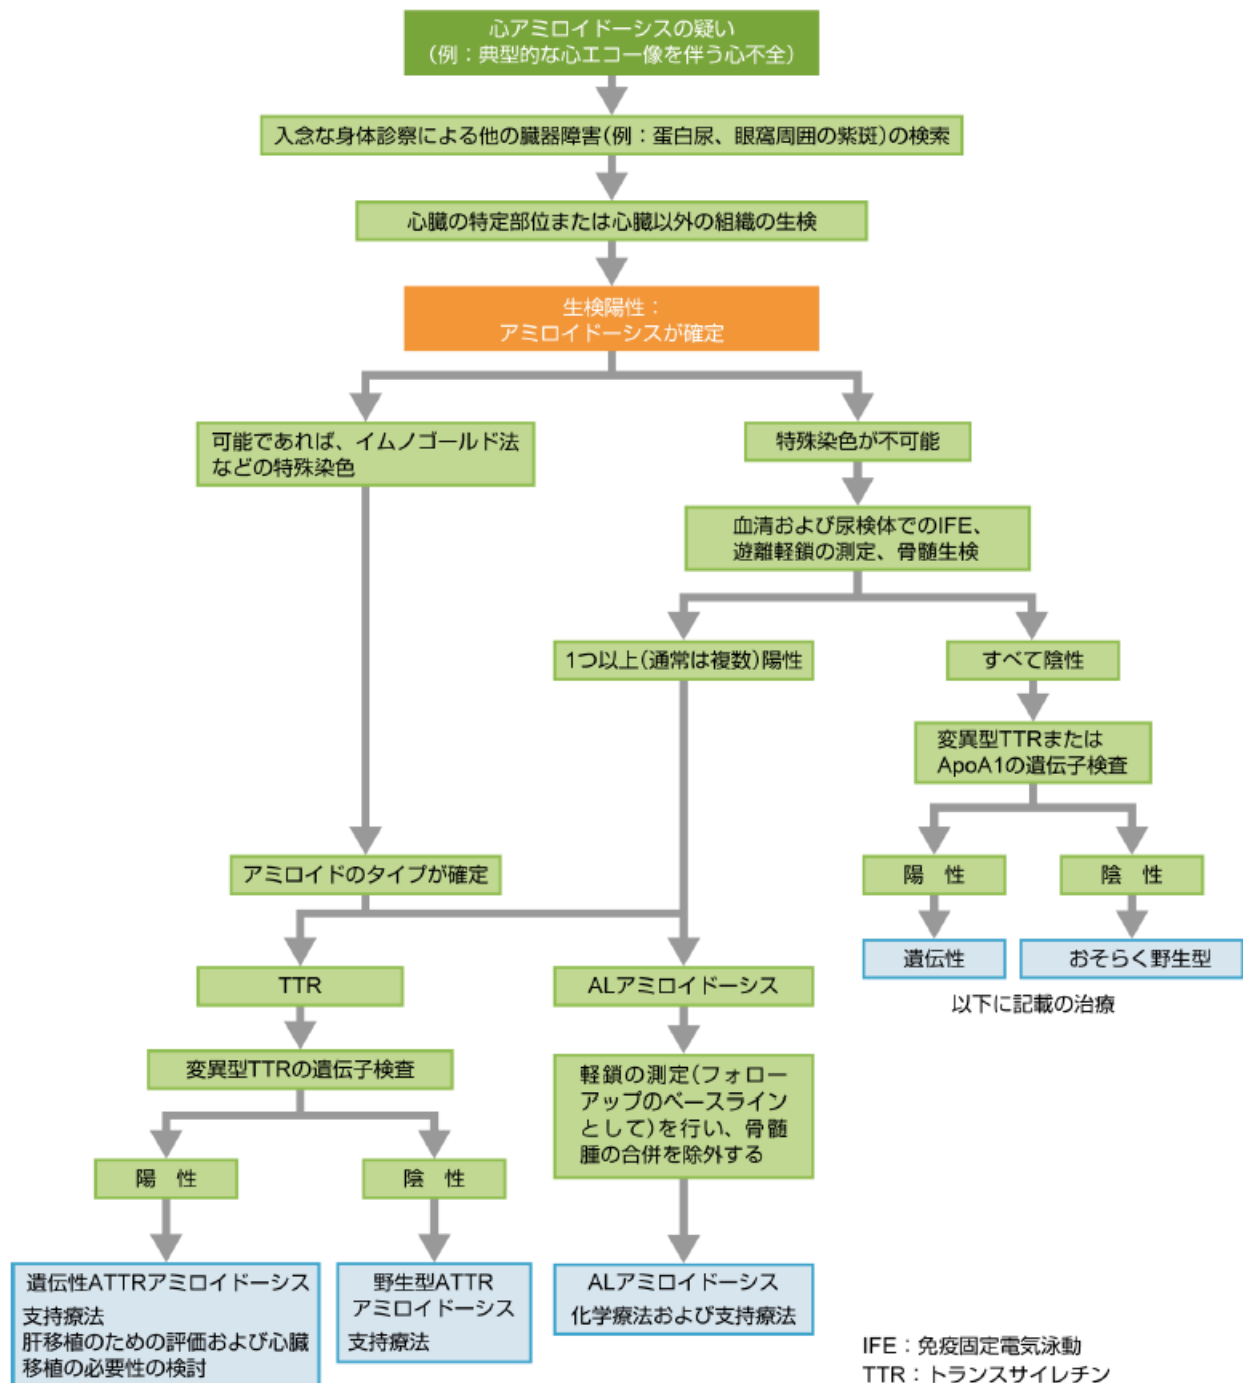 心アミロイドーシスの疑い
（例：典型的な心エコー像を伴う心不全）
入念な身体診察による他の臓器障害（例：蛋白尿、眼窩周囲の紫斑）の検索
心臓の特定部位または心臓以外の組織の生検
生検陽性：
アミロイドーシスが確定
可能であれば、イムノゴールド法
などの特殊染色
特殊染色が不可能
血清および尿検体でのIFE、
遊離軽鎖の測定、骨髄生検
1つ以上（通常は複数）陽性
すべて陰性
変異型TTRまたは
ApoA1の遺伝子検査
陽 性
陰 性
遺伝性
おそらく野生型
以下に記載の治療
アミロイドのタイプが確定
TTR
ALアミロイドーシス
変異型TTRの遺伝子検査
軽鎖の測定（フォロー
アップのベースライン
として）を行い、骨髄
腫の合併を除外する
陽 性
陰 性
遺伝性ATTRアミロイドーシス
支持療法
肝移植のための評価および心臓
移植の必要性の検討
野生型ATTR
アミロイドーシス
支持療法
ALアミロイドーシス
化学療法および支持療法
IFE：免疫固定電気泳動
TTR：トランスサイレチン